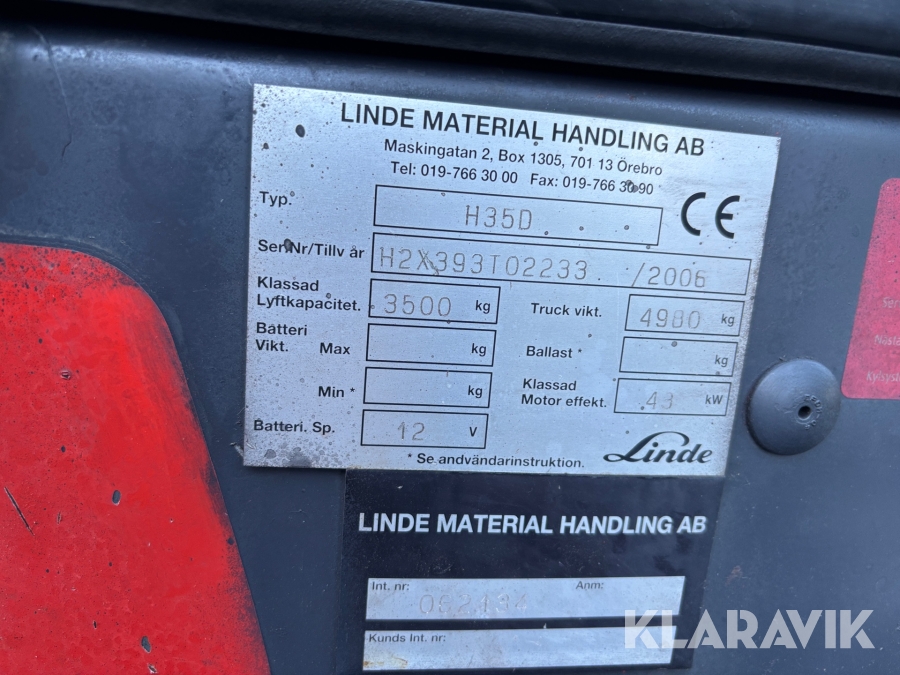 LINDE MATERIAL HANDLING AB
Maskingatan 2, Box 1305, 701 13 Örebro
Tel: 019-766 30 00 Fax: 019-766 30 90
Typ. H35D
CE
Ser.Nr/Tillv år H2X393T02233 /2006
Klassad Lyftkapacitet. 3500 kg
Truck vikt. 4980 kg
Batteri Vikt. Max kg
Ballast * kg
Min * kg
Klassad Motor effekt. 43 kW
Batteri. Sp. 12 V
* Se användarinstruktion.
Linde
LINDE MATERIAL HANDLING AB
Int. nr: Anm:
Kunds Int. nr:
KLARAVIK